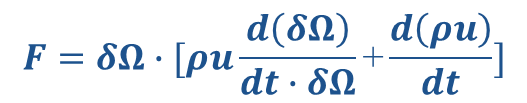 F = δΩ · [ρu d(δΩ)/(dt · δΩ) + d(ρu)/dt]